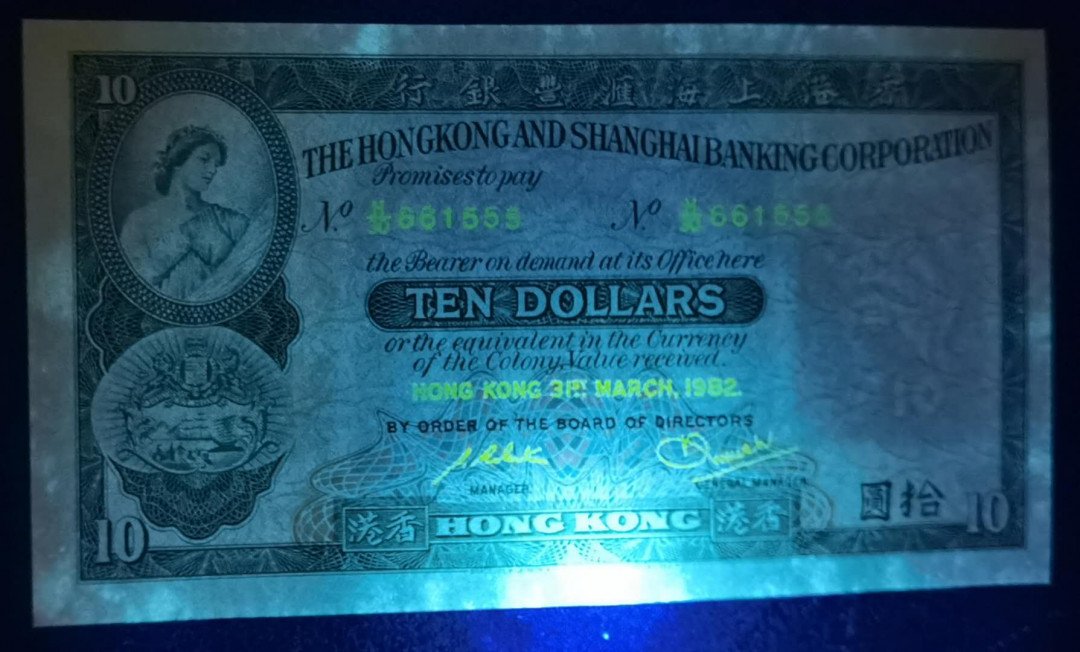 10
香港上海滙豐銀行
THE HONGKONG AND SHANGHAI BANKING CORPORATION
Promises to pay
Nº Nº
the Bearer on demand at its Office here
TEN DOLLARS
or the equivalent in the Currency
of the Colony, Value received.
HONG KONG 31ST MARCH, 1982.
BY ORDER OF THE BOARD OF DIRECTORS
MANAGER. GENERAL MANAGER
拾圓
10 香港 HONG KONG 香港 10